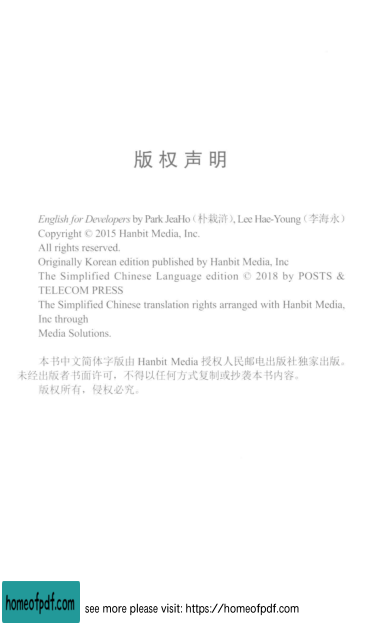 版权声明
English for Developers by Park JeaHo（朴栽浒）, Lee Hae-Young（李海永）
Copyright © 2015 Hanbit Media, Inc.
All rights reserved.
Originally Korean edition published by Hanbit Media, Inc
The Simplified Chinese Language edition © 2018 by POSTS &
TELECOM PRESS
The Simplified Chinese translation rights arranged with Hanbit Media,
Inc through
Media Solutions.
本书中文简体字版由 Hanbit Media 授权人民邮电出版社独家出版。
未经出版者书面许可，不得以任何方式复制或抄袭本书内容。
版权所有，侵权必究。
homeofpdf.com
see more please visit: https://homeofpdf.com